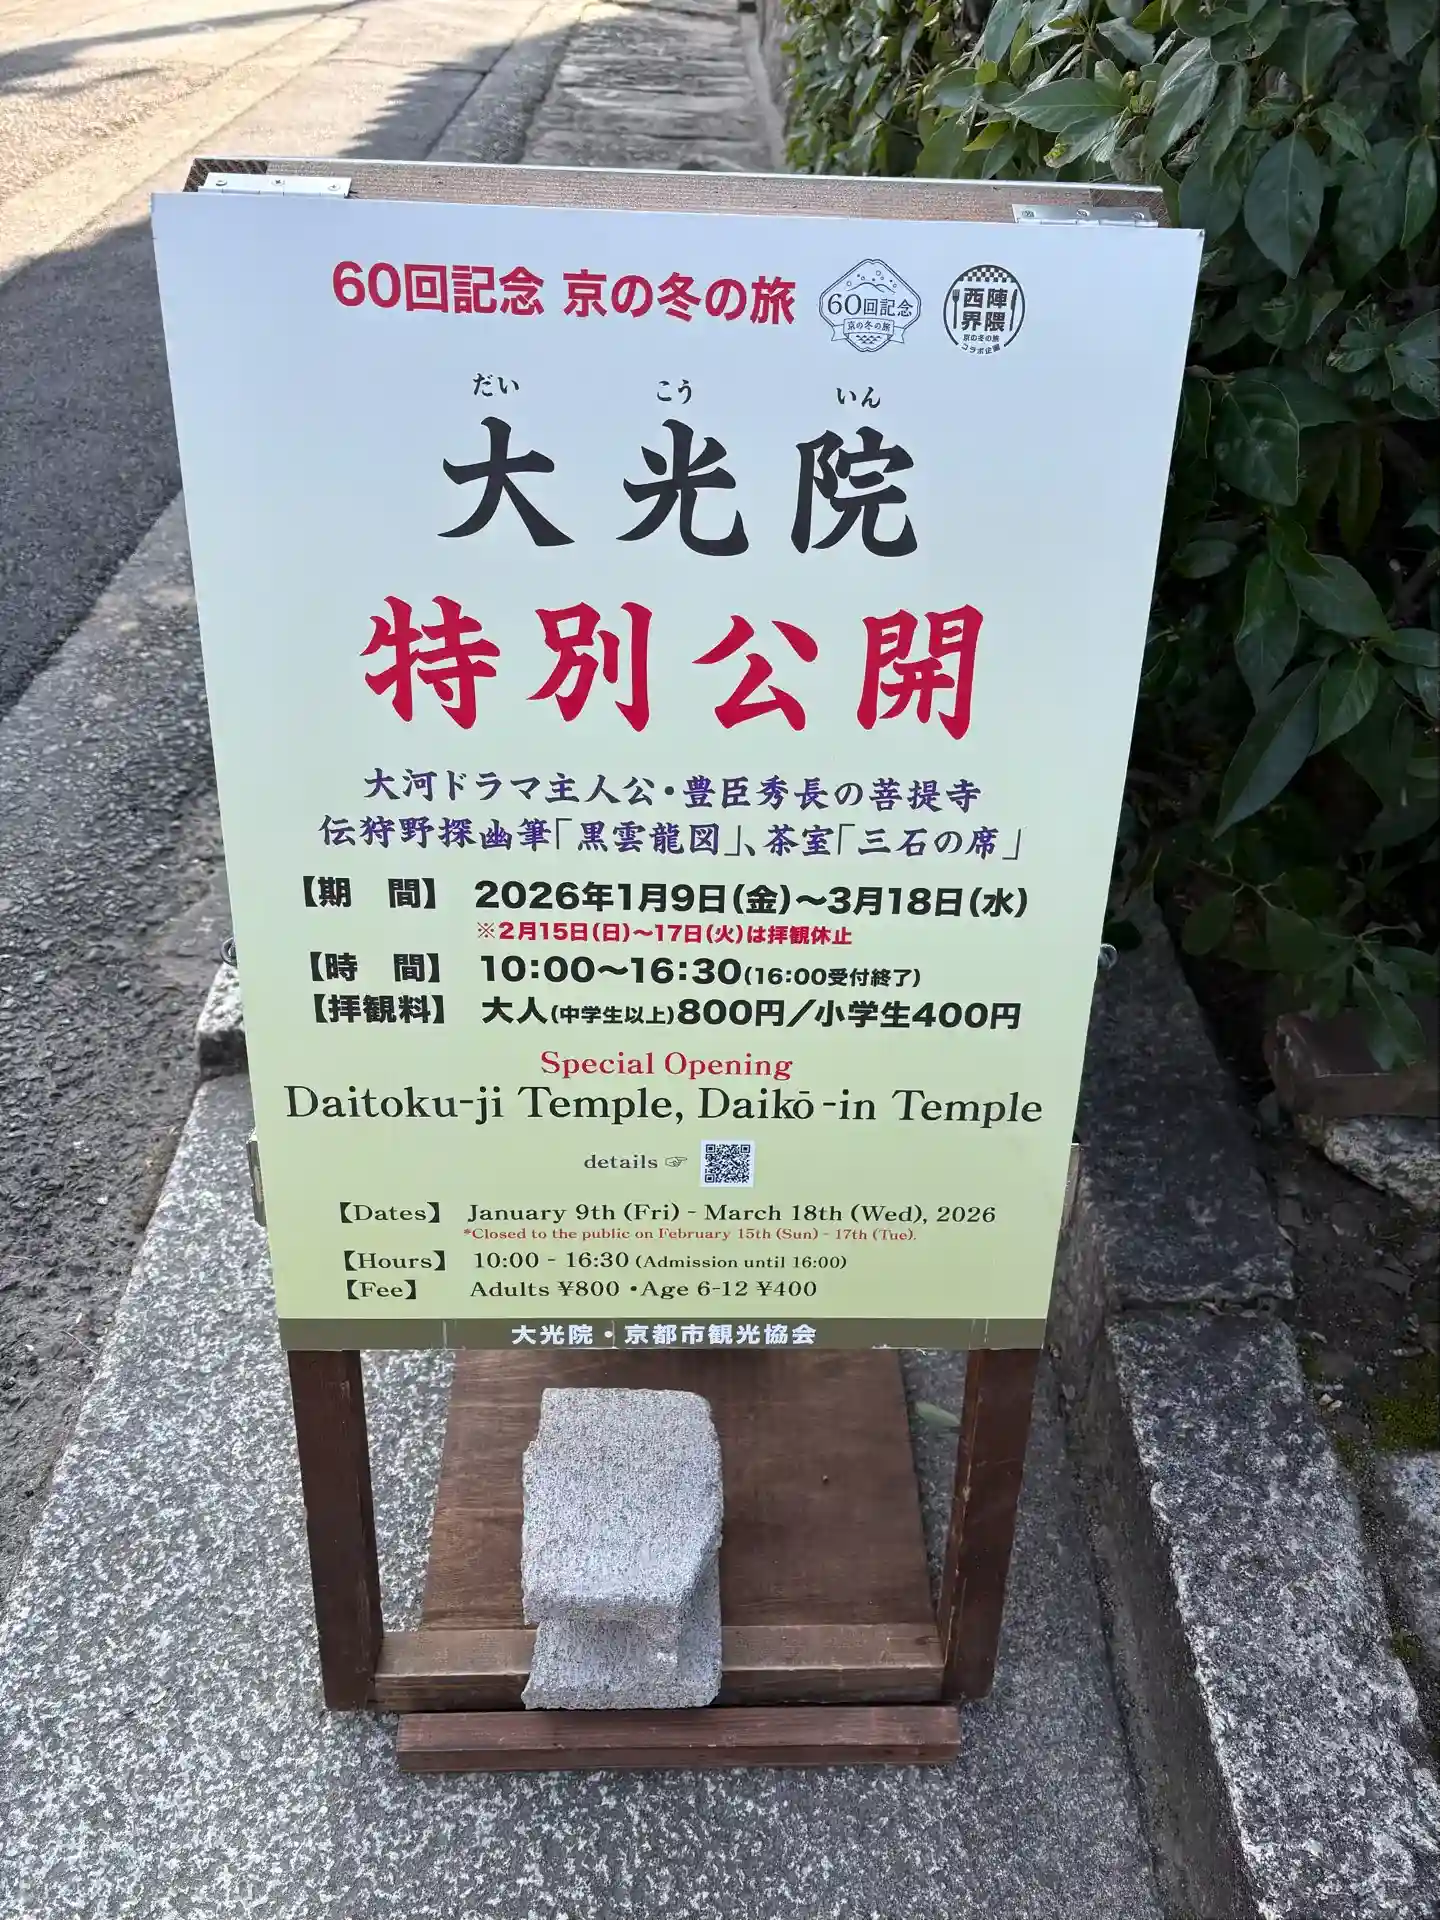 60回記念 京の冬の旅
60回記念
京の冬の旅
西陣
界隈
京の冬の旅
コラボ企画
だい こう いん
大光院
特別公開
大河ドラマ主人公・豊臣秀長の菩提寺
伝狩野探幽筆「黒雲龍図」、茶室「三石の席」
【期　間】 2026年1月9日(金)～3月18日(水)
※2月15日(日)～17日(火)は拝観休止
【時　間】 10:00～16:30(16:00受付終了)
【拝観料】 大人(中学生以上)800円／小学生400円
Special Opening
Daitoku-ji Temple, Daikō-in Temple
details ☞
【Dates】 January 9th (Fri) - March 18th (Wed), 2026
*Closed to the public on February 15th (Sun) - 17th (Tue).
【Hours】 10:00 - 16:30 (Admission until 16:00)
【Fee】 Adults ¥800 ・Age 6-12 ¥400
大光院・京都市観光協会